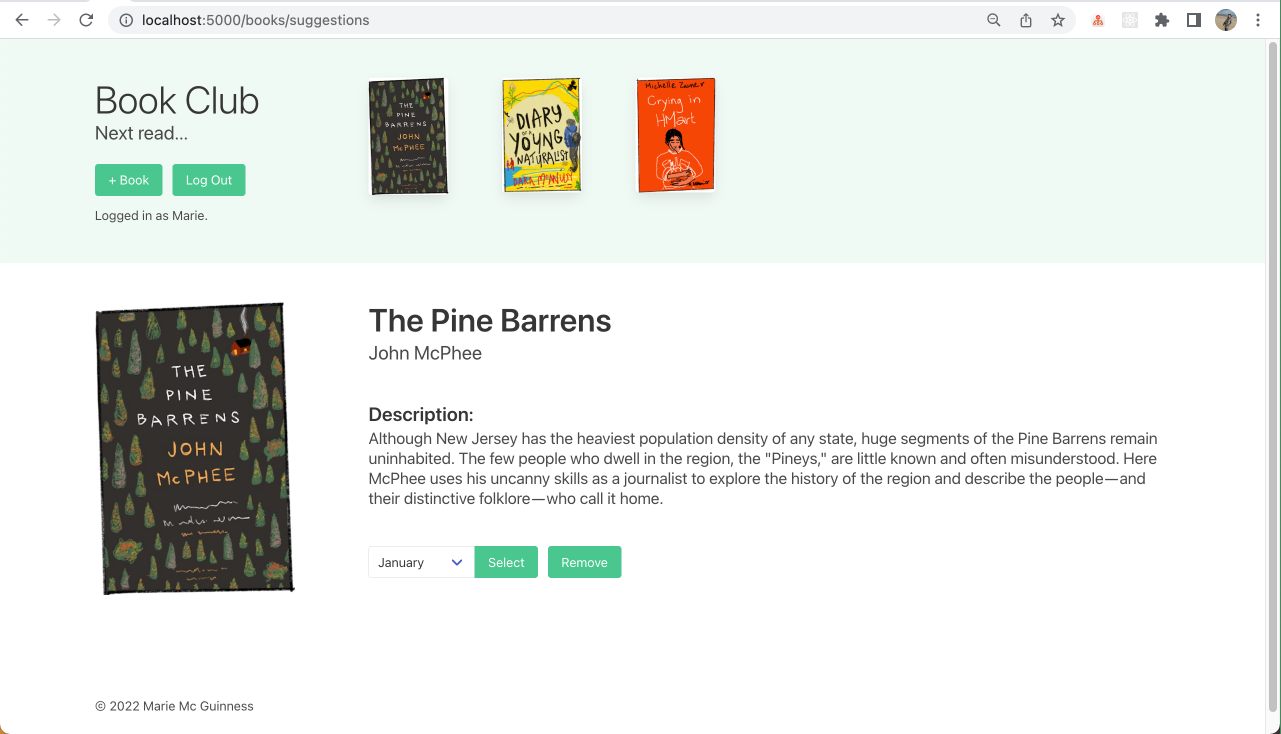 localhost:5000/books/suggestions
Book Club
Next read...
+ Book
Log Out
Logged in as Marie.
THE
PINE
BARRENS
JOHN
MCPHEE
DIARY
OF A
YOUNG
NATURALIST
Michelle Zauner
Crying in
HMart
The Pine Barrens
John McPhee
THE
PINE
BARRENS
JOHN
McPHEE
Description:
Although New Jersey has the heaviest population density of any state, huge segments of the Pine Barrens remain
uninhabited. The few people who dwell in the region, the "Pineys," are little known and often misunderstood. Here
McPhee uses his uncanny skills as a journalist to explore the history of the region and describe the people—and
their distinctive folklore—who call it home.
January
Select
Remove
© 2022 Marie Mc Guinness